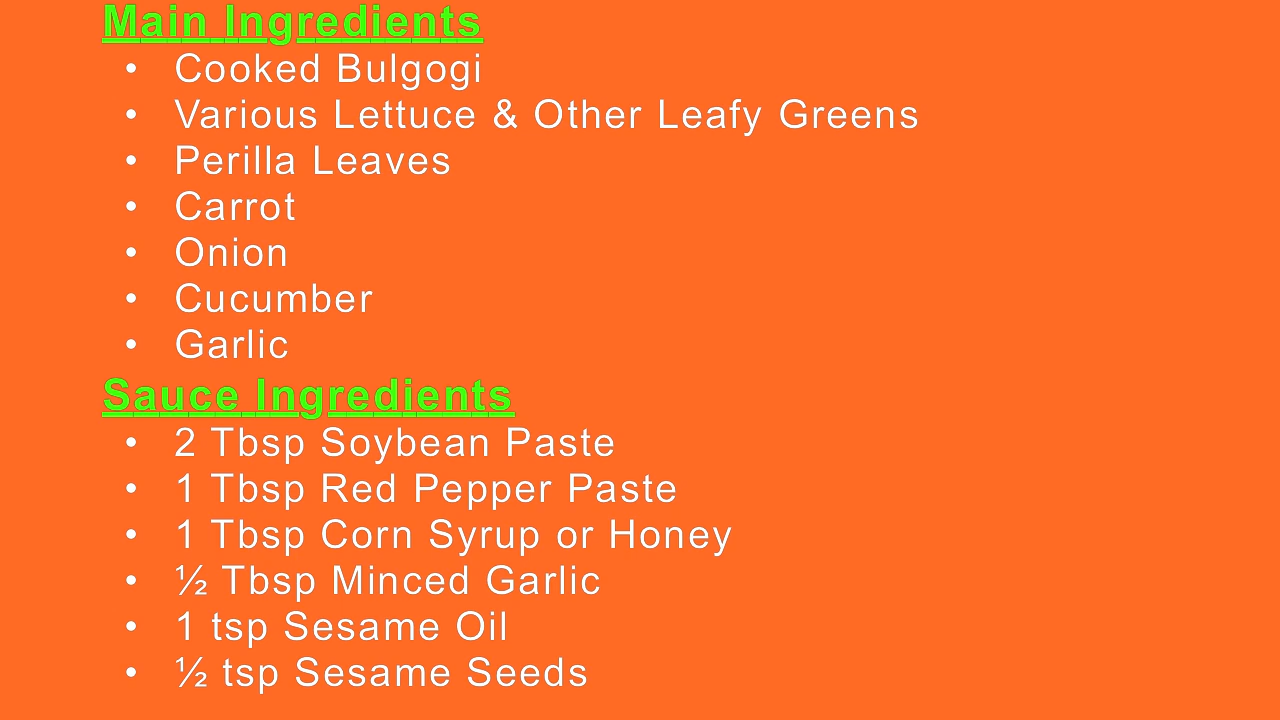 Main Ingredients
• Cooked Bulgogi
• Various Lettuce & Other Leafy Greens
• Perilla Leaves
• Carrot
• Onion
• Cucumber
• Garlic
Sauce Ingredients
• 2 Tbsp Soybean Paste
• 1 Tbsp Red Pepper Paste
• 1 Tbsp Corn Syrup or Honey
• ½ Tbsp Minced Garlic
• 1 tsp Sesame Oil
• ½ tsp Sesame Seeds